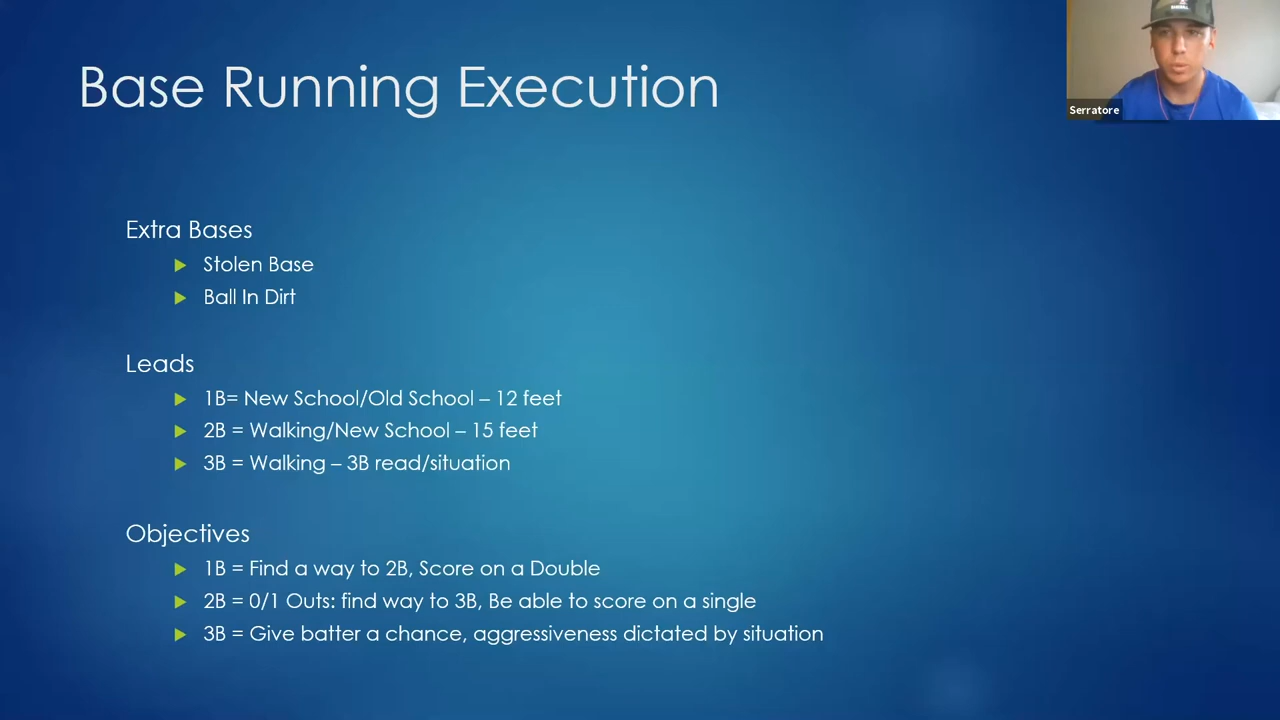 Base Running Execution
Serratore
Extra Bases
Stolen Base
Ball In Dirt
Leads
1B= New School/Old School – 12 feet
2B = Walking/New School – 15 feet
3B = Walking – 3B read/situation
Objectives
1B = Find a way to 2B, Score on a Double
2B = 0/1 Outs: find way to 3B, Be able to score on a single
3B = Give batter a chance, aggressiveness dictated by situation